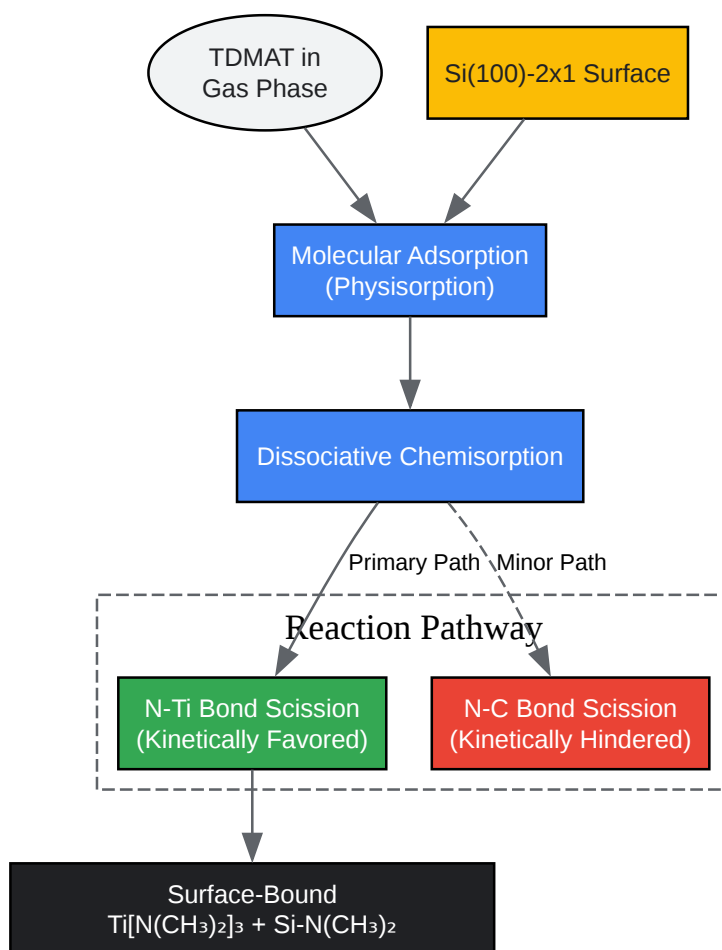 TDMAT in
Gas Phase
Si(100)-2x1 Surface
Molecular Adsorption
(Physisorption)
Dissociative Chemisorption
Primary Path
Minor Path
Reaction Pathway
N-Ti Bond Scission
(Kinetically Favored)
N-C Bond Scission
(Kinetically Hindered)
Surface-Bound
Ti[N(CH₃)₂]₃ + Si-N(CH₃)₂